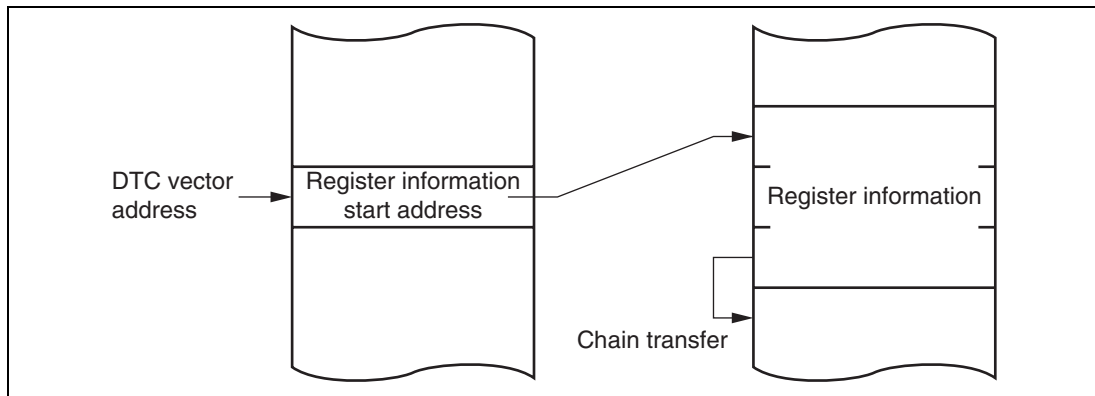 DTC vector
address
Register information
start address
Register information
Chain transfer